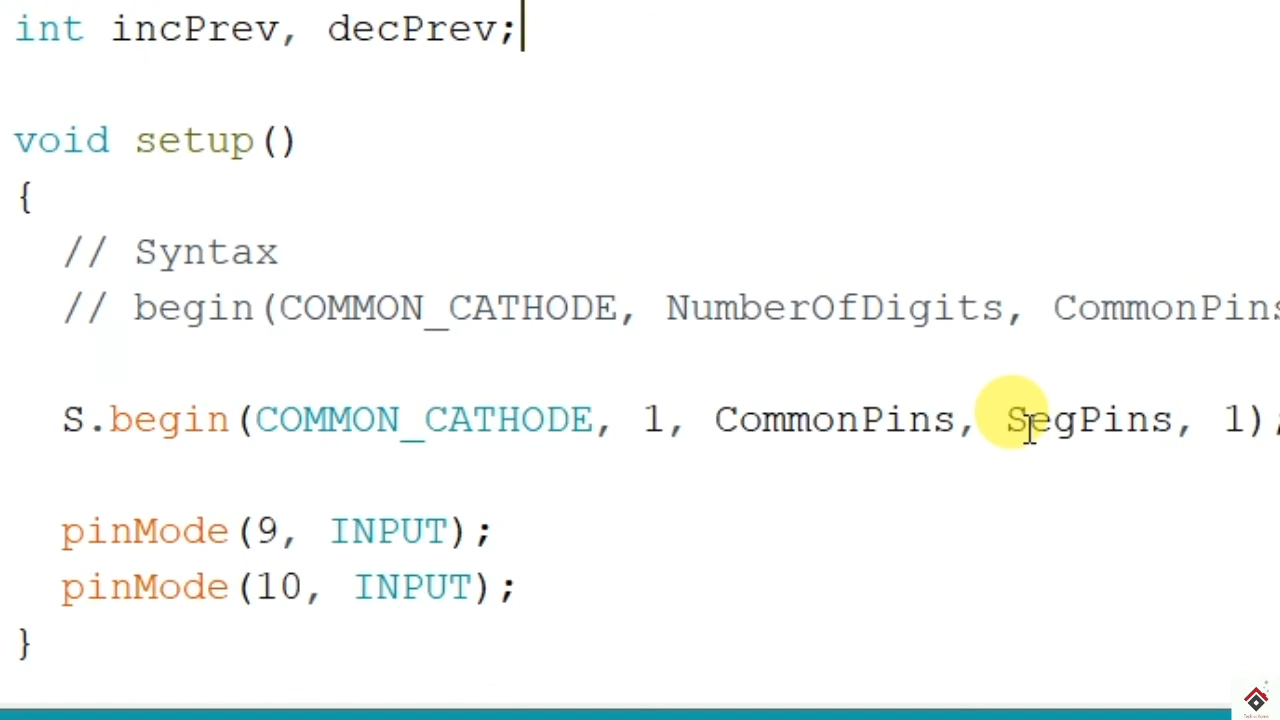 int incPrev, decPrev;
void setup()
{
// Syntax
// begin(COMMON_CATHODE, NumberOfDigits, CommonPins
S.begin(COMMON_CATHODE, 1, CommonPins, SegPins, 1);
pinMode(9, INPUT);
pinMode(10, INPUT);
}